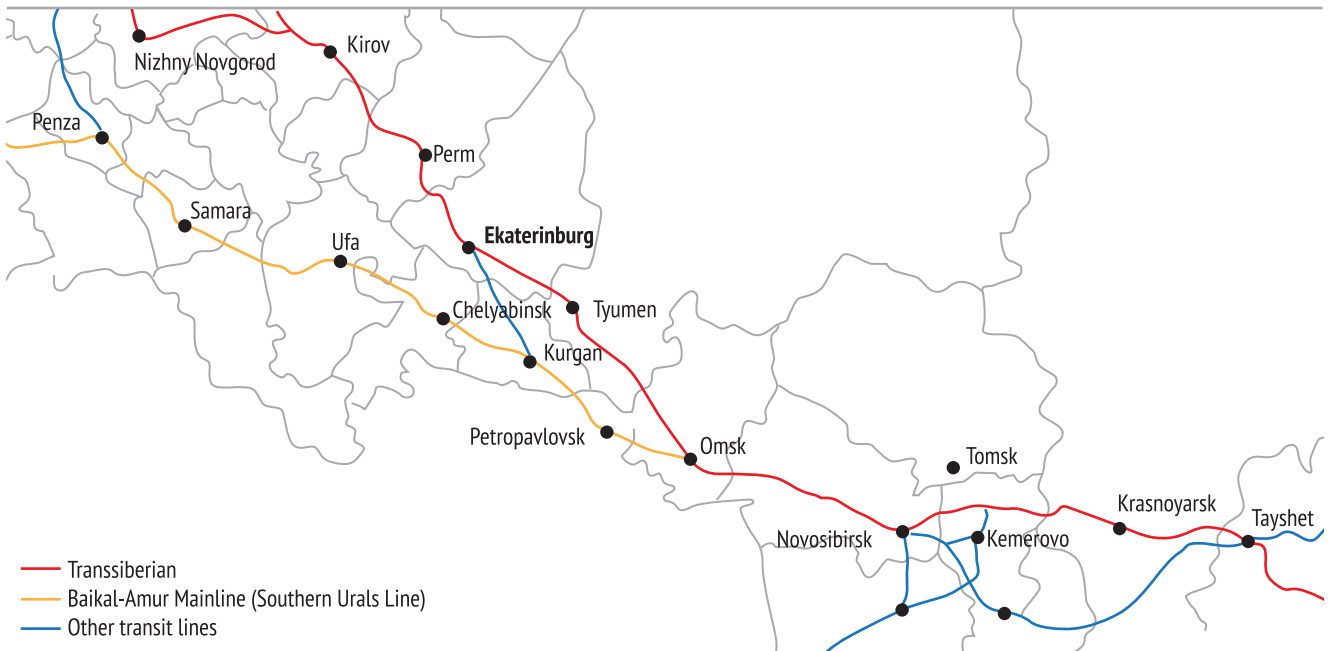 Kirov
Nizhny Novgorod
Penza
Perm
Samara
Ekaterinburg
Ufa
Chelyabinsk
Tyumen
Kurgan
Petropavlovsk
Omsk
Tomsk
Krasnoyarsk
Tayshet
Novosibirsk
Kemerovo
Transsiberian
Baikal-Amur Mainline (Southern Urals Line)
Other transit lines